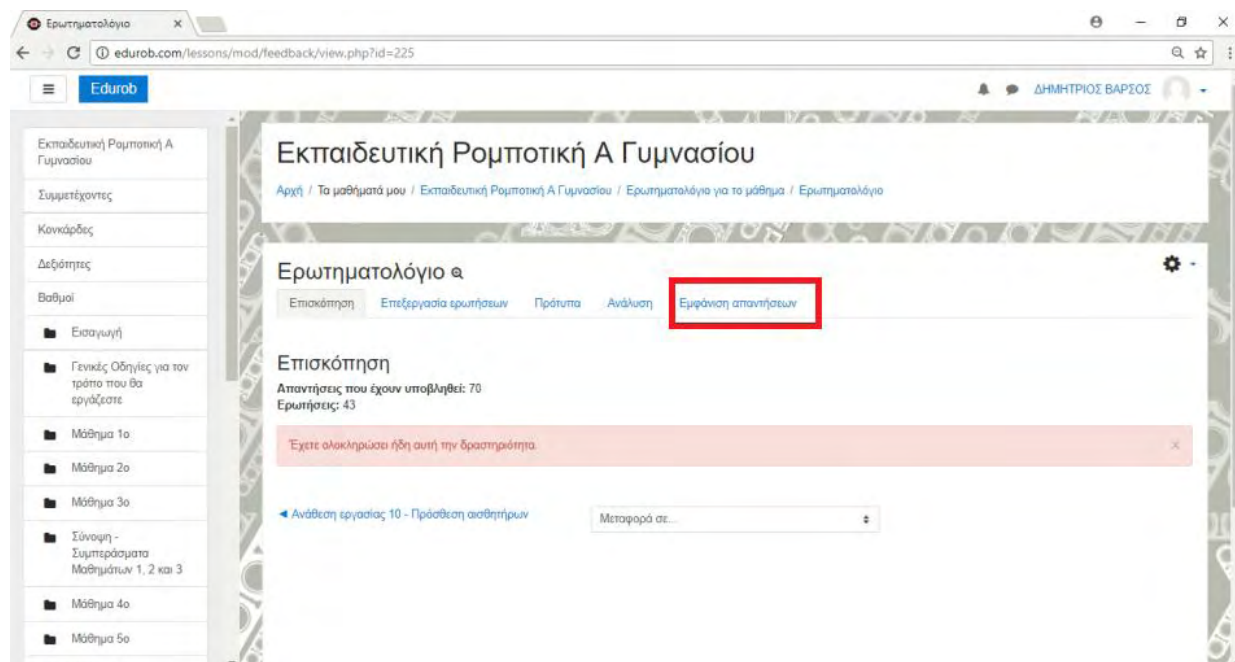 Ερωτηματολόγιο
edurob.com/lessons/mod/feedback/view.php?id=225
Edurob
ΔΗΜΗΤΡΙΟΣ ΒΑΡΣΟΣ
Εκπαιδευτική Ρομποτική Α
Γυμνασίου
Συμμετέχοντες
Κονκάρδες
Δεξιότητες
Βαθμοί
Εισαγωγή
Γενικές Οδηγίες για τον
τρόπο που θα
εργάζεστε
Μάθημα 1ο
Μάθημα 2ο
Μάθημα 3ο
Σύνοψη -
Συμπεράσματα
Μαθημάτων 1, 2 και 3
Μάθημα 4ο
Μάθημα 5ο
Εκπαιδευτική Ρομποτική Α Γυμνασίου
Αρχή / Τα μαθήματά μου / Εκπαιδευτική Ρομποτική Α Γυμνασίου / Ερωτηματολόγιο για το μάθημα / Ερωτηματολόγιο
Ερωτηματολόγιο
Επισκόπηση Επεξεργασία ερωτήσεων Πρότυπα Ανάλυση Εμφάνιση απαντήσεων
Επισκόπηση
Απαντήσεις που έχουν υποβληθεί: 70
Ερωτήσεις: 43
Έχετε ολοκληρώσει ήδη αυτή την δραστηριότητα.
◄ Ανάθεση εργασίας 10 - Πρόσθεση αισθητήρων
Μεταφορά σε...